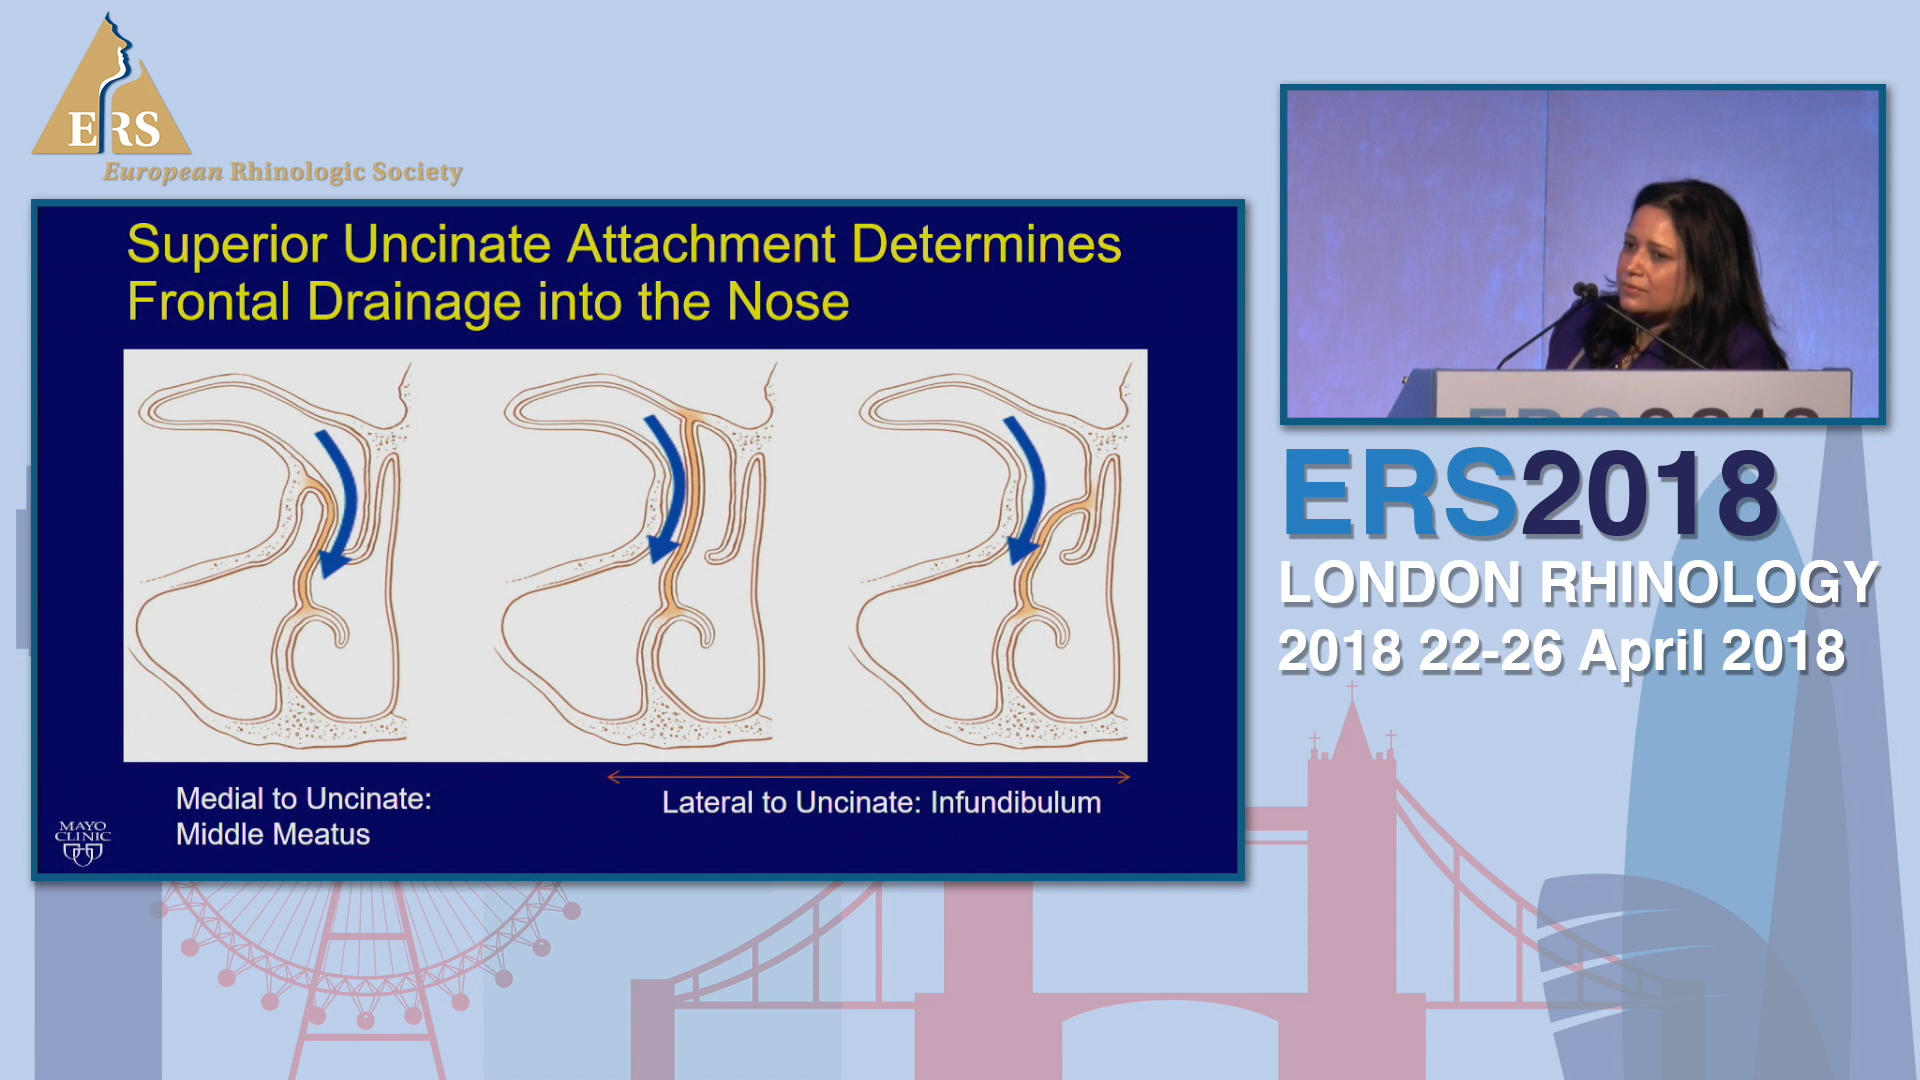 ERS
European Rhinologic Society
Superior Uncinate Attachment Determines
Frontal Drainage into the Nose
Medial to Uncinate:
Middle Meatus
Lateral to Uncinate: Infundibulum
MAYO
CLINIC
ERS2018
ERS2018
LONDON RHINOLOGY
2018 22-26 April 2018